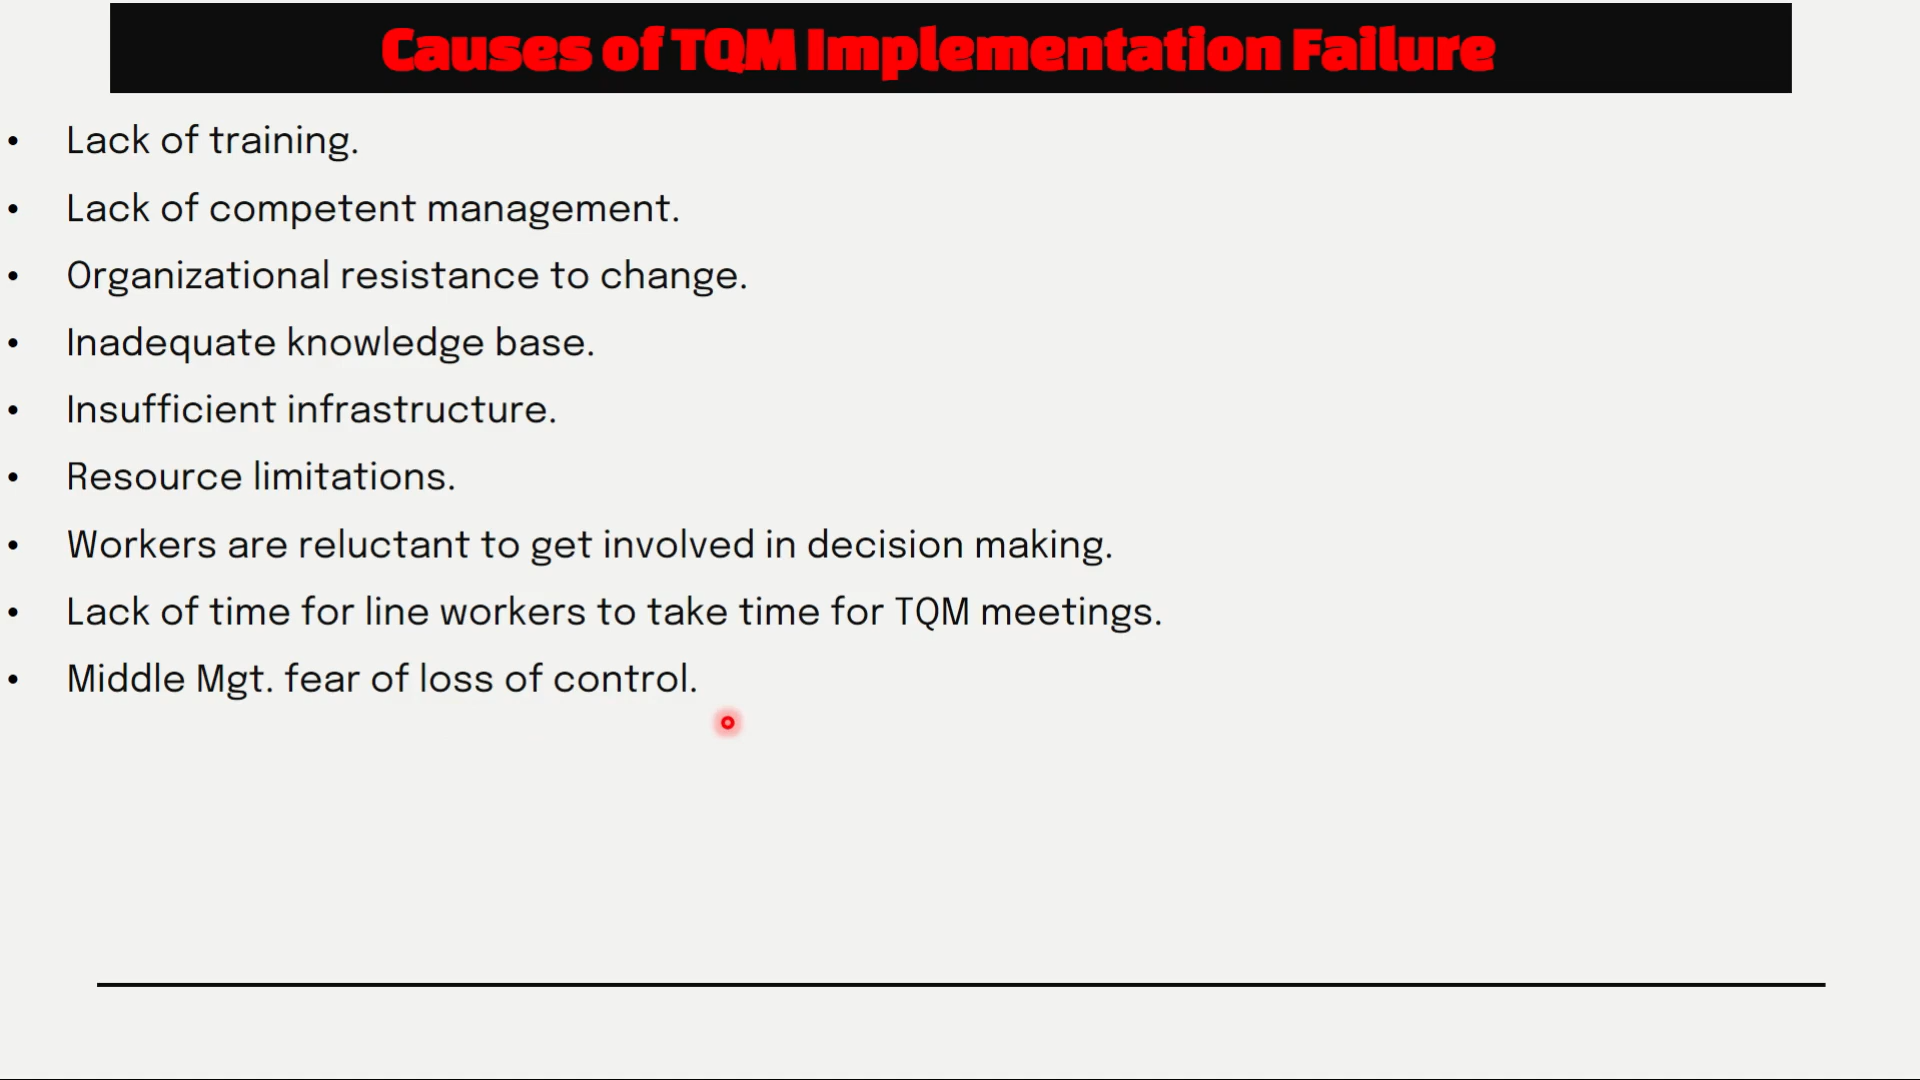 Causes of TQM Implementation Failure
• Lack of training.
• Lack of competent management.
• Organizational resistance to change.
• Inadequate knowledge base.
• Insufficient infrastructure.
• Resource limitations.
• Workers are reluctant to get involved in decision making.
• Lack of time for line workers to take time for TQM meetings.
• Middle Mgt. fear of loss of control.